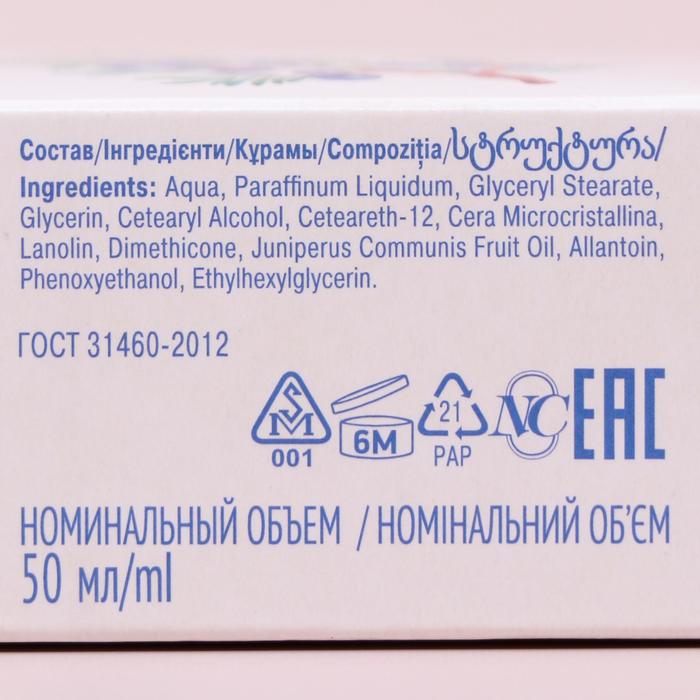 Состав/Інгредієнти/Құрамы/Compoziția/სტრუქტურა/
Ingredients: Aqua, Paraffinum Liquidum, Glyceryl Stearate,
Glycerin, Cetearyl Alcohol, Ceteareth-12, Cera Microcristallina,
Lanolin, Dimethicone, Juniperus Communis Fruit Oil, Allantoin,
Phenoxyethanol, Ethylhexylglycerin.
ГОСТ 31460-2012
001 6М 21 PAP NC EAC
НОМИНАЛЬНЫЙ ОБЪЕМ / НОМІНАЛЬНИЙ ОБ'ЄМ
50 мл/ml